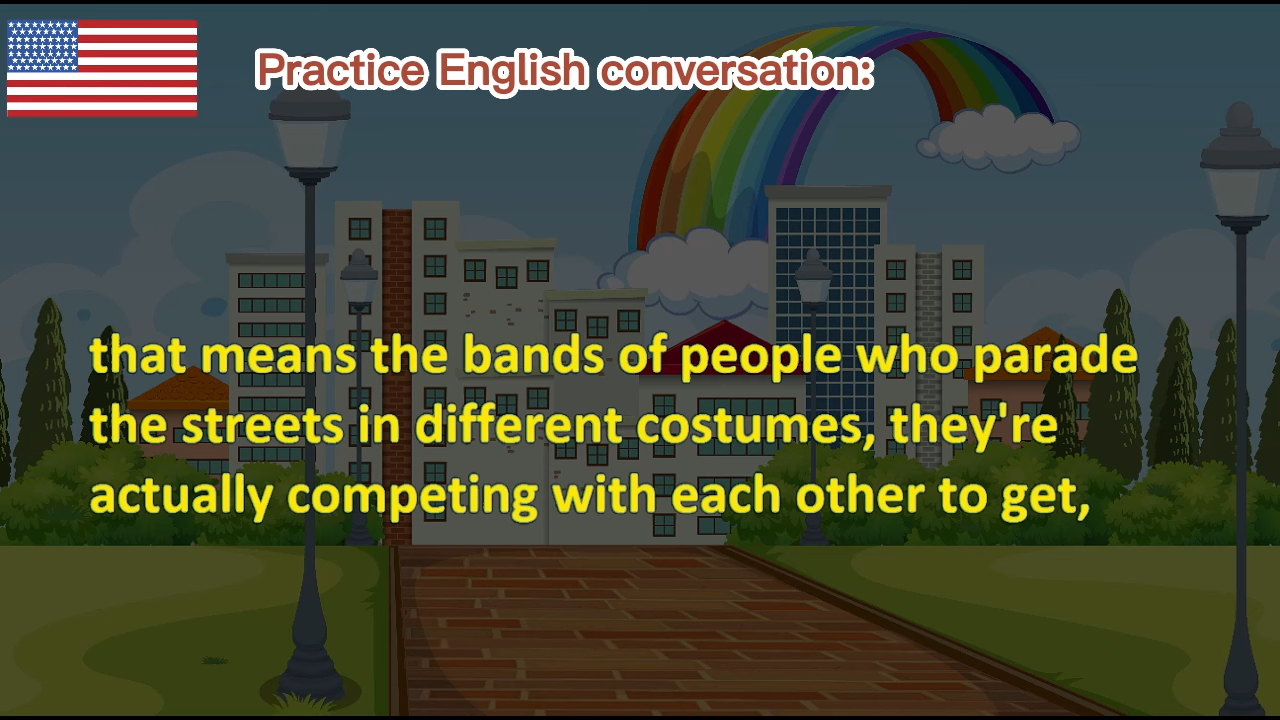 Practice English conversation:
that means the bands of people who parade
the streets in different costumes, they're
actually competing with each other to get,